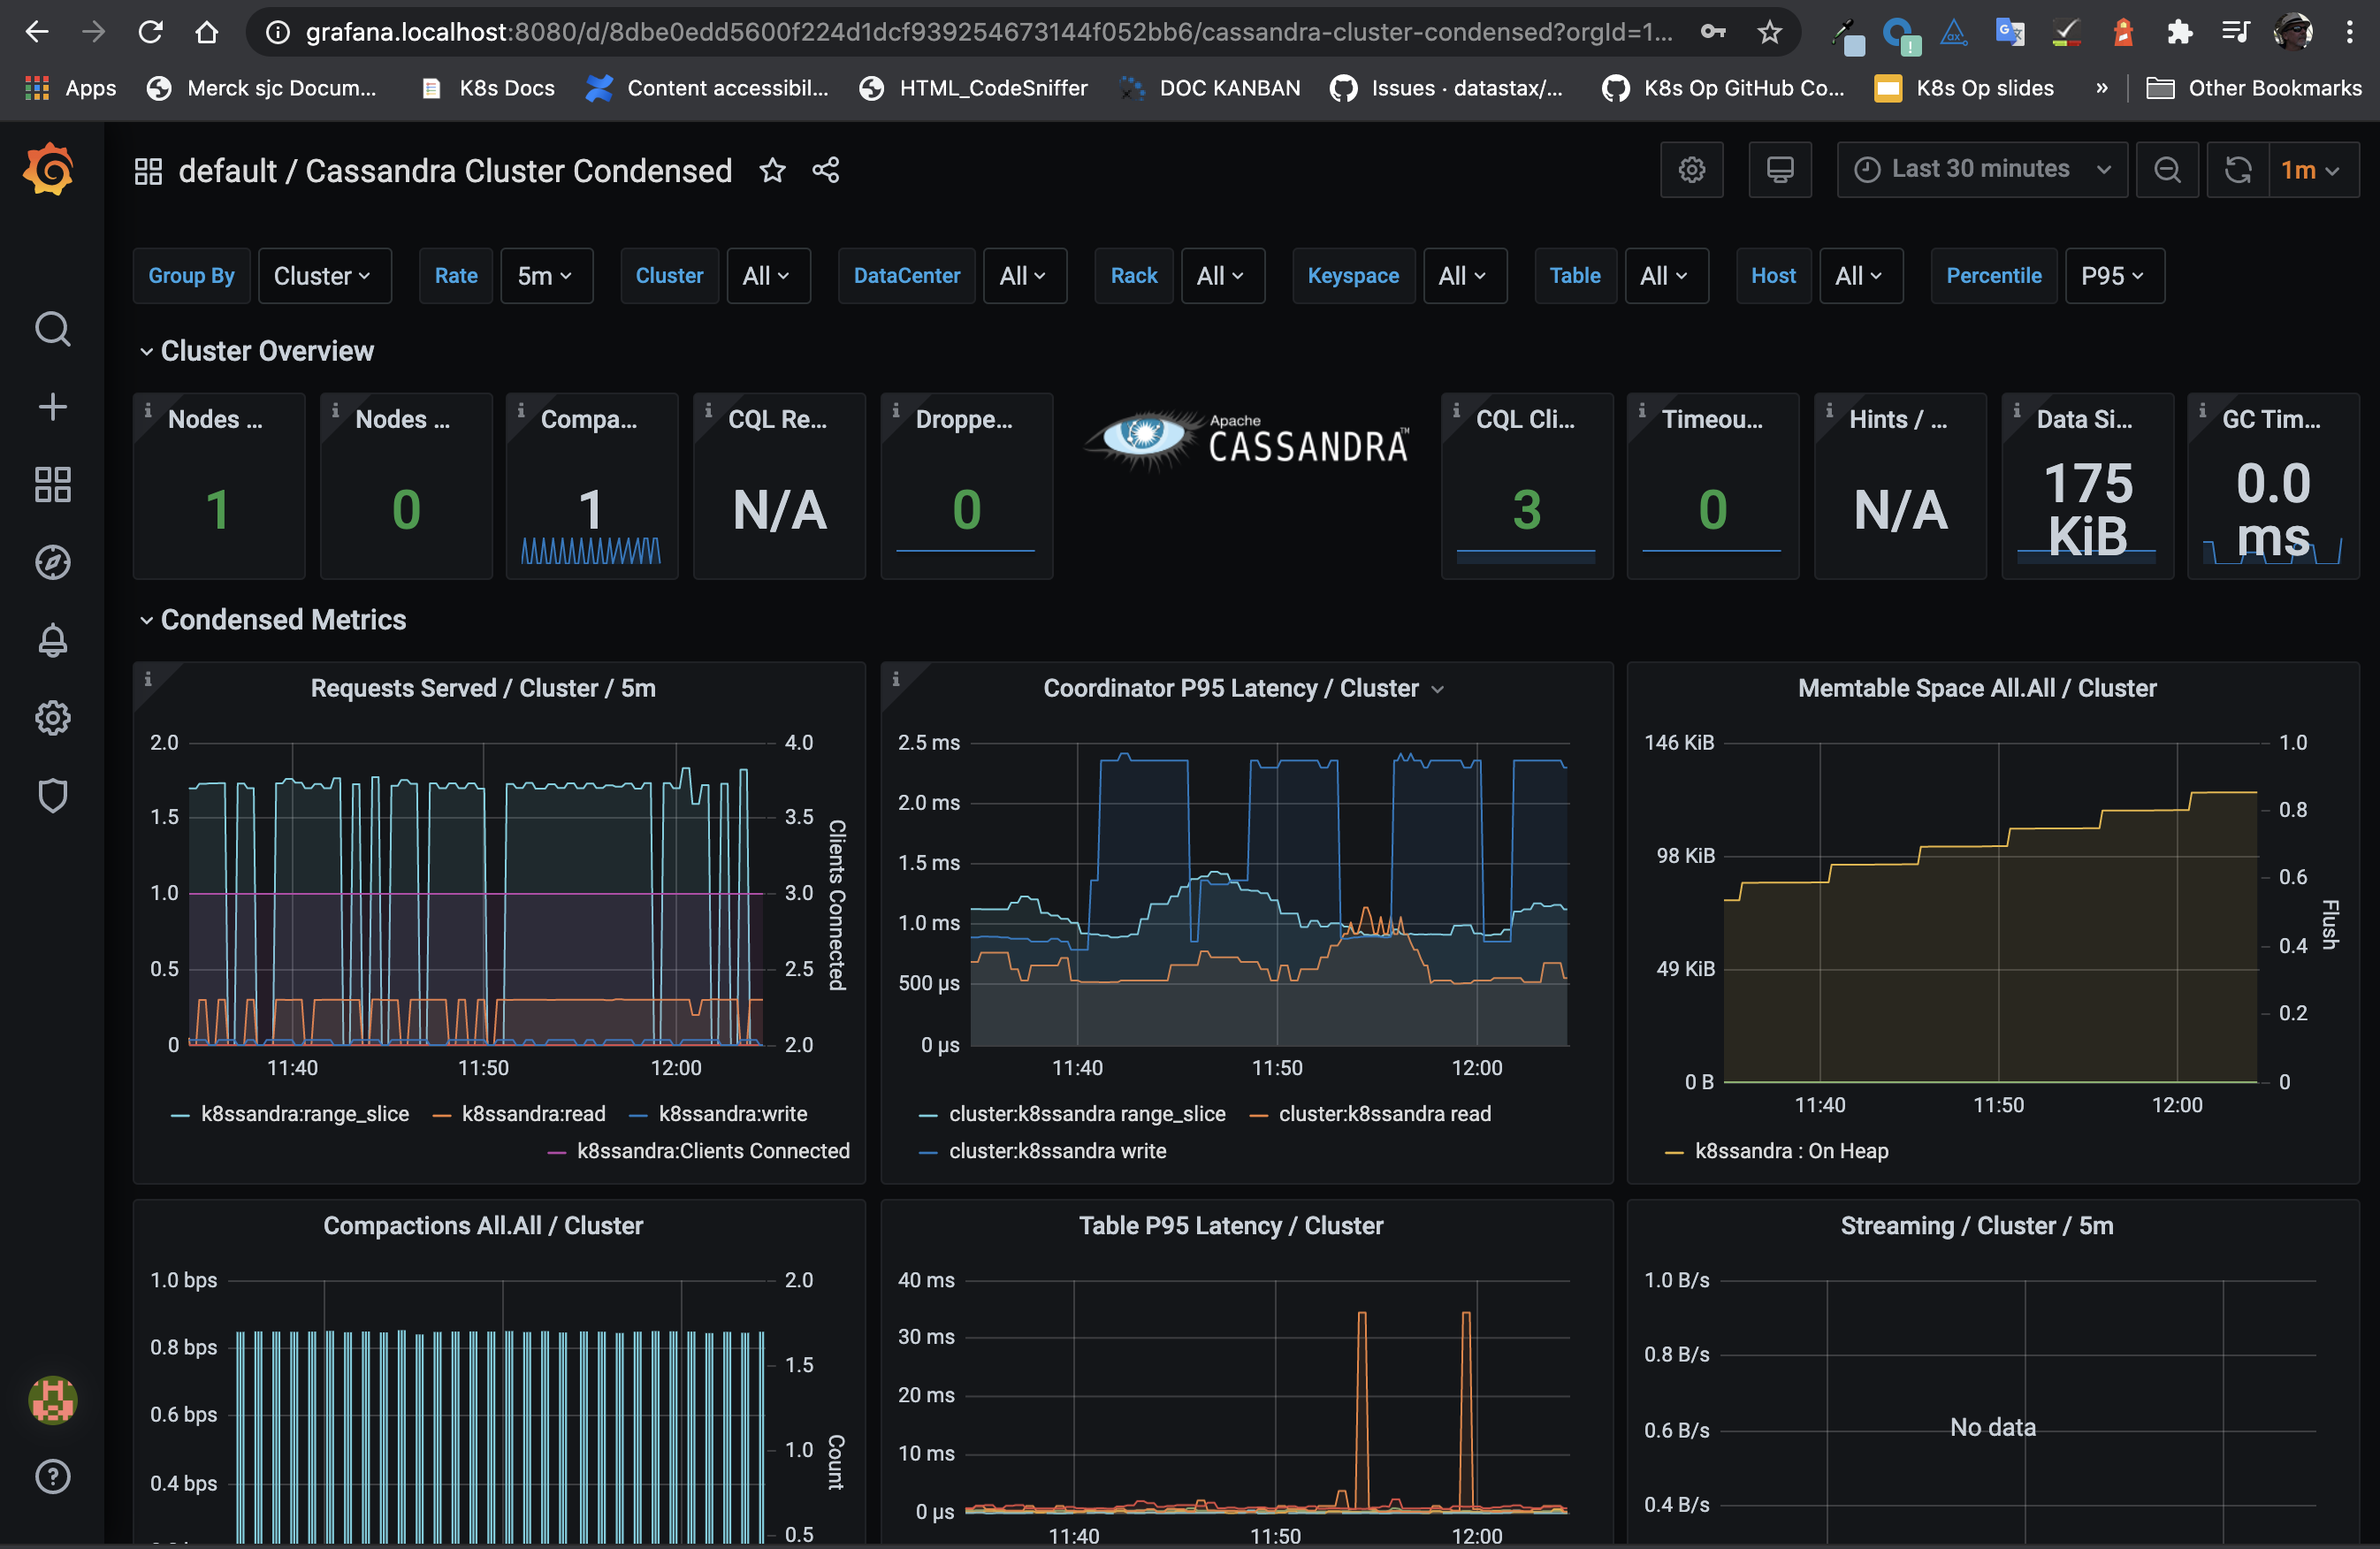 grafana.localhost:8080/d/8dbe0edd5600f224d1dcf939254673144f052bb6/cassandra-cluster-condensed?orgId=1...
Apps Merck sjc Docum... K8s Docs Content accessibil... HTML_CodeSniffer DOC KANBAN Issues · datastax/... K8s Op GitHub Co... K8s Op slides » Other Bookmarks
default / Cassandra Cluster Condensed Last 30 minutes 1m
Group By Cluster Rate 5m Cluster All DataCenter All Rack All Keyspace All Table All Host All Percentile P95
Cluster Overview
Nodes ...
1
Nodes ...
0
Compa...
1
CQL Re...
N/A
Droppe...
0
Apache
CASSANDRA™
CQL Cli...
3
Timeou...
0
Hints / ...
N/A
Data Si...
175
KiB
GC Tim...
0.0
ms
Condensed Metrics
Requests Served / Cluster / 5m
2.0
1.5
1.0
0.5
0
4.0
3.5
3.0
2.5
2.0
Clients Connected
11:40 11:50 12:00
k8ssandra:range_slice k8ssandra:read k8ssandra:write
k8ssandra:Clients Connected
Coordinator P95 Latency / Cluster
2.5 ms
2.0 ms
1.5 ms
1.0 ms
500 µs
0 µs
11:40 11:50 12:00
cluster:k8ssandra range_slice cluster:k8ssandra read
cluster:k8ssandra write
Memtable Space All.All / Cluster
146 KiB
98 KiB
49 KiB
0 B
1.0
0.8
0.6
0.4
0.2
0
Flush
11:40 11:50 12:00
k8ssandra : On Heap
Compactions All.All / Cluster
1.0 bps
0.8 bps
0.6 bps
0.4 bps
2.0
1.5
1.0
0.5
Count
Table P95 Latency / Cluster
40 ms
30 ms
20 ms
10 ms
0 µs
11:40 11:50 12:00
Streaming / Cluster / 5m
1.0 B/s
0.8 B/s
0.6 B/s
0.4 B/s
No data